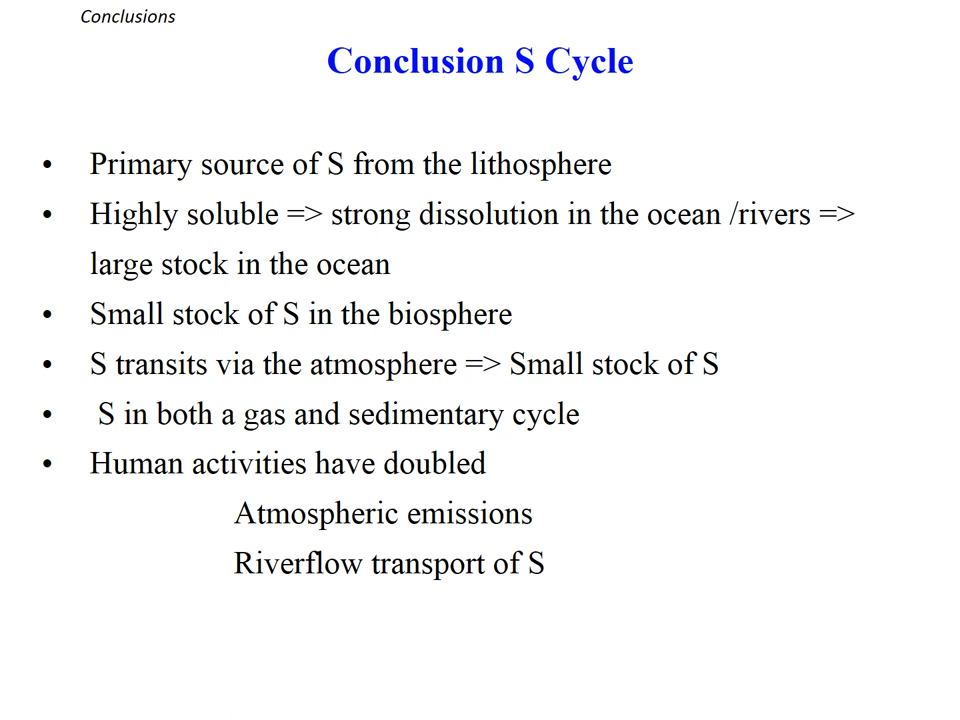 Conclusions
Conclusion S Cycle
• Primary source of S from the lithosphere
• Highly soluble => strong dissolution in the ocean /rivers =>
large stock in the ocean
• Small stock of S in the biosphere
• S transits via the atmosphere => Small stock of S
• S in both a gas and sedimentary cycle
• Human activities have doubled
Atmospheric emissions
Riverflow transport of S